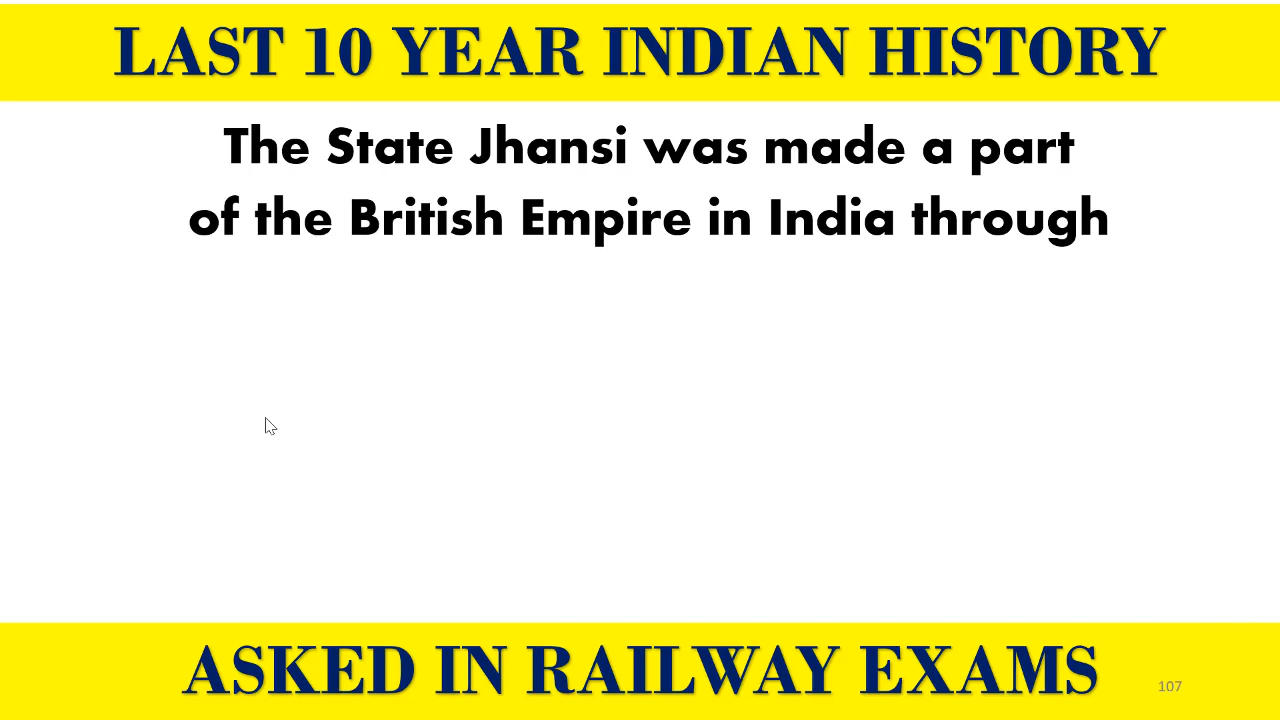 LAST 10 YEAR INDIAN HISTORY
The State Jhansi was made a part
of the British Empire in India through
ASKED IN RAILWAY EXAMS
107